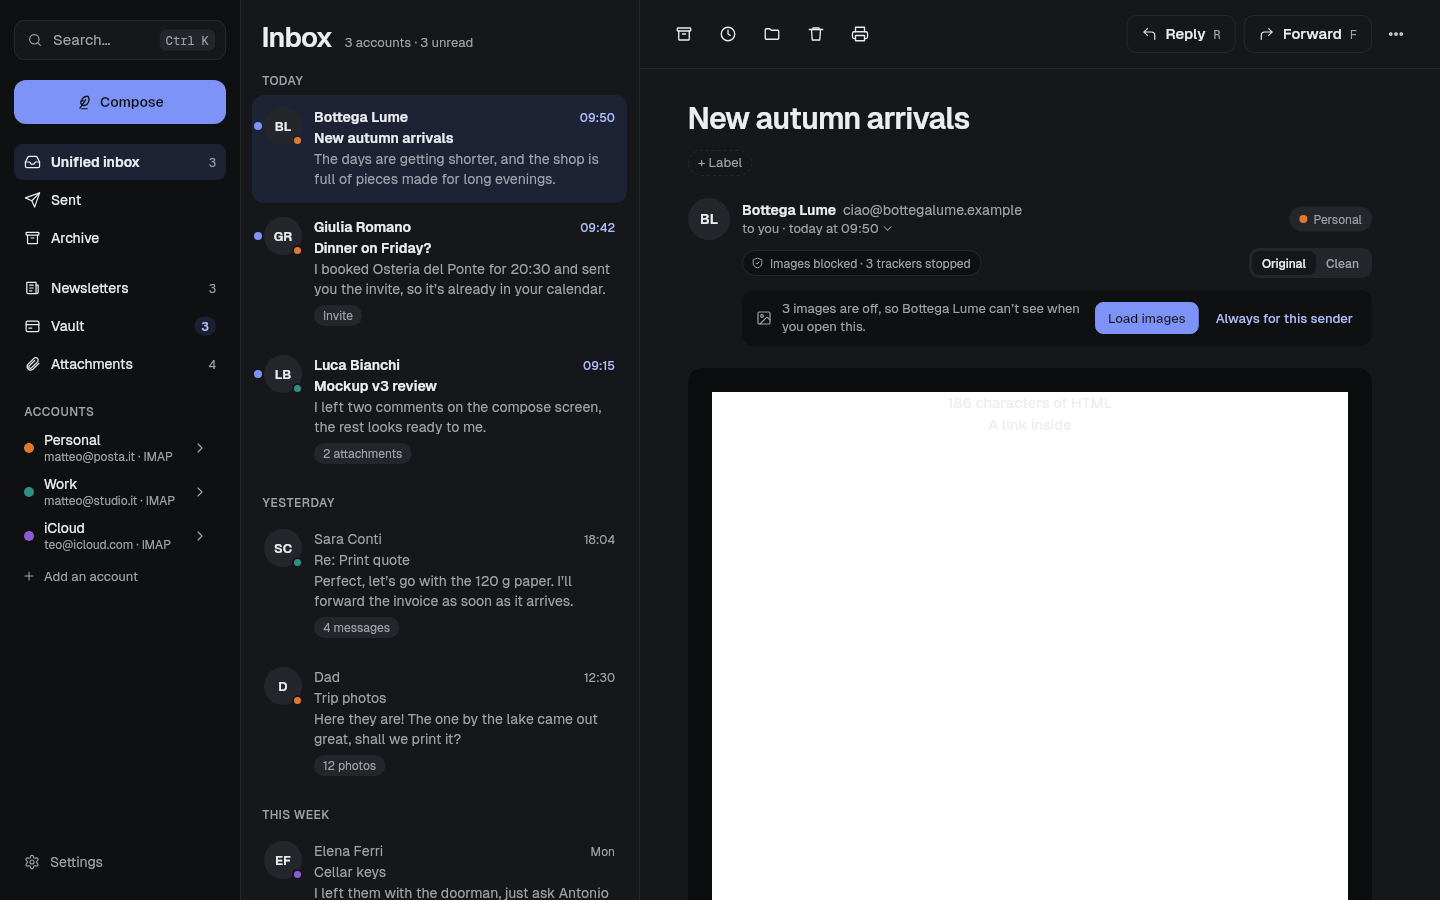 Search...
Ctrl K
Compose
Unified inbox 3
Sent
Archive
Newsletters 3
Vault 3
Attachments 4
ACCOUNTS
Personal
matteo@posta.it · IMAP
Work
matteo@studio.it · IMAP
iCloud
teo@icloud.com · IMAP
Add an account
Settings
Inbox 3 accounts · 3 unread
TODAY
BL
Bottega Lume 09:50
New autumn arrivals
The days are getting shorter, and the shop is
full of pieces made for long evenings.
GR
Giulia Romano 09:42
Dinner on Friday?
I booked Osteria del Ponte for 20:30 and sent
you the invite, so it’s already in your calendar.
Invite
LB
Luca Bianchi 09:15
Mockup v3 review
I left two comments on the compose screen,
the rest looks ready to me.
2 attachments
YESTERDAY
SC
Sara Conti 18:04
Re: Print quote
Perfect, let’s go with the 120 g paper. I’ll
forward the invoice as soon as it arrives.
4 messages
D
Dad 12:30
Trip photos
Here they are! The one by the lake came out
great, shall we print it?
12 photos
THIS WEEK
EF
Elena Ferri Mon
Cellar keys
I left them with the doorman, just ask Antonio
Reply R
Forward F
New autumn arrivals
+ Label
BL
Bottega Lume ciao@bottegalume.example
to you · today at 09:50
Personal
Images blocked · 3 trackers stopped
Original Clean
3 images are off, so Bottega Lume can’t see when
you open this.
Load images
Always for this sender
186 characters of HTML
A link inside